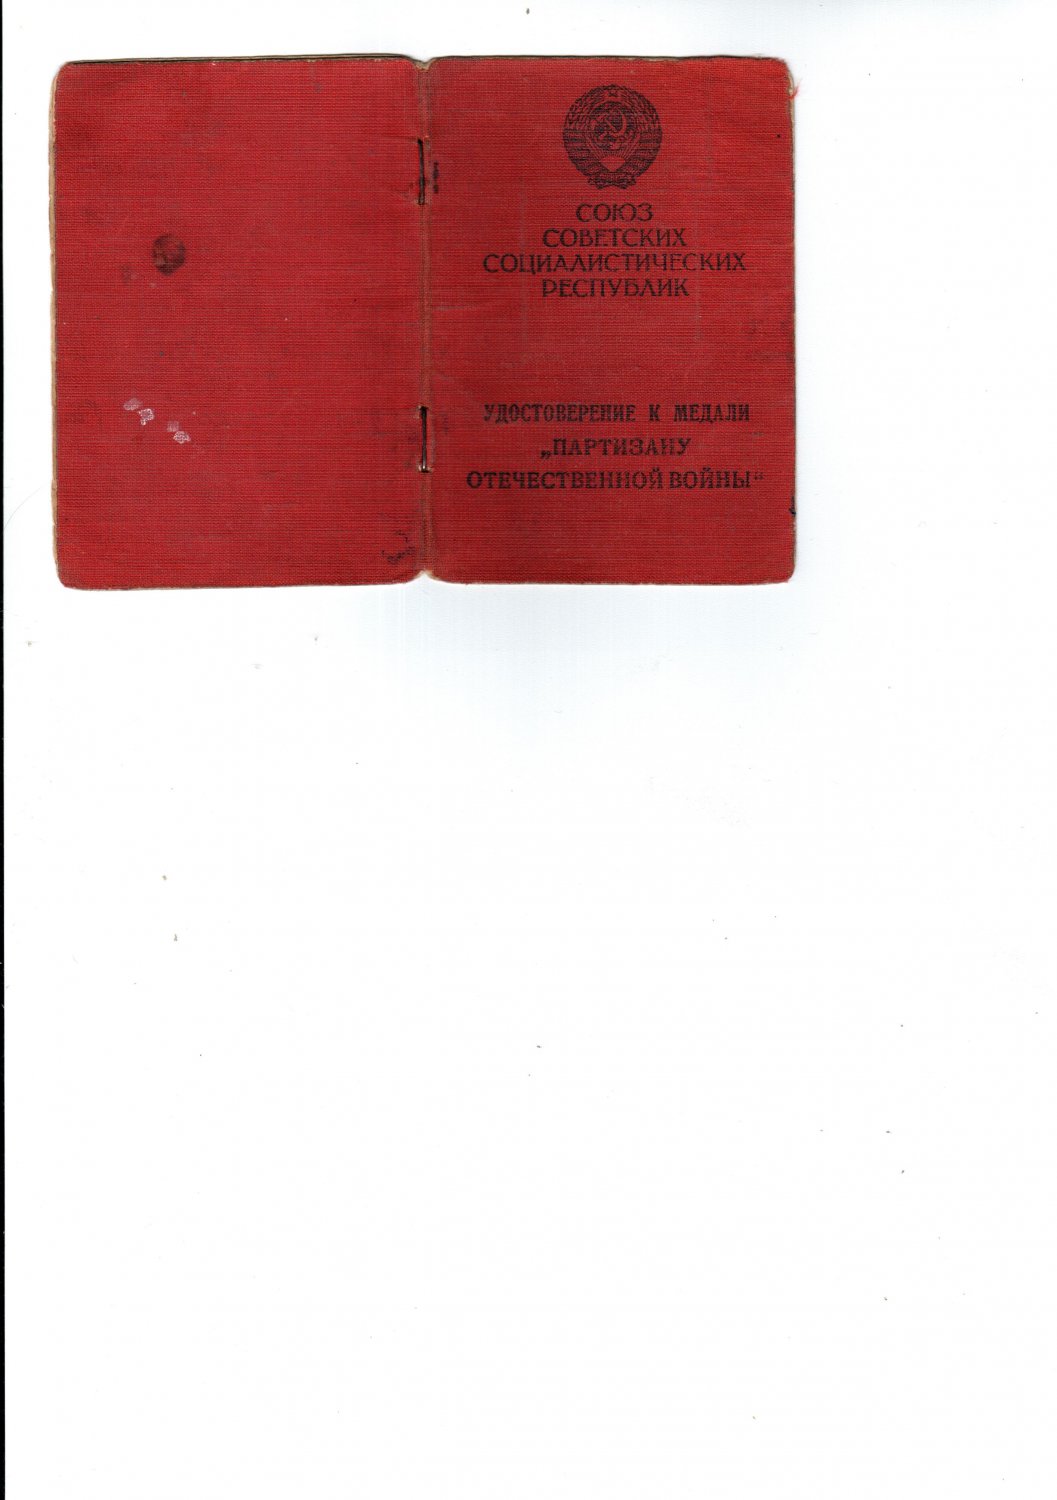 СОЮЗ
СОВЕТСКИХ
СОЦИАЛИСТИЧЕСКИХ
РЕСПУБЛИК
УДОСТОВЕРЕНИЕ К МЕДАЛИ
„ПАРТИЗАНУ
ОТЕЧЕСТВЕННОЙ ВОЙНЫ“